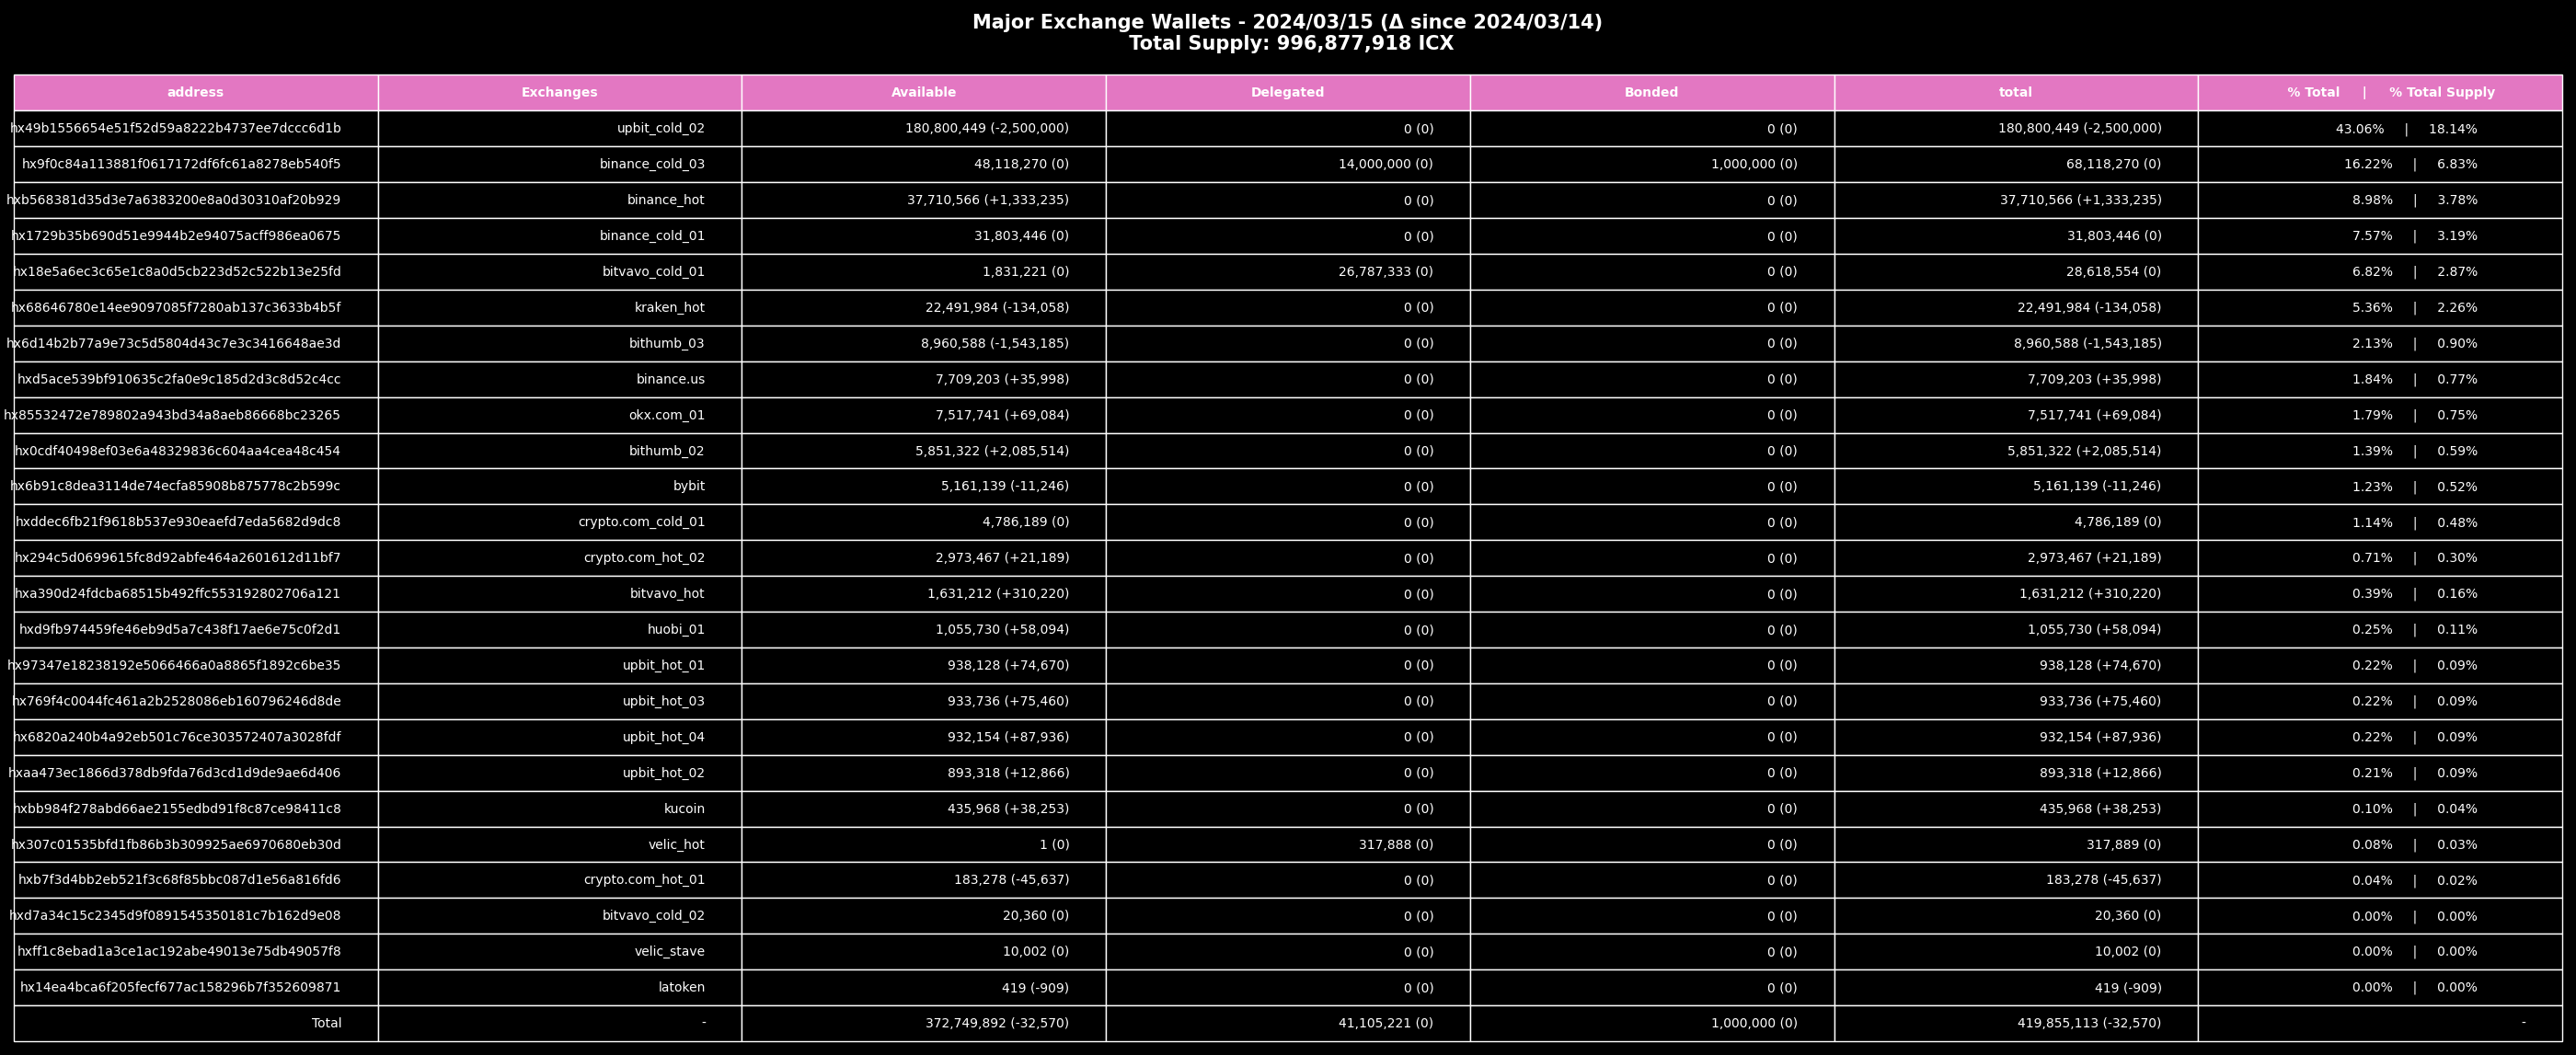 Major Exchange Wallets - 2024/03/15 (Δ since 2024/03/14)
Total Supply: 996,877,918 ICX
address Exchanges Available Delegated Bonded total % Total | % Total Supply
hx49b1556654e51f52d59a8222b4737ee7dccc6d1b upbit_cold_02 180,800,449 (-2,500,000) 0 (0) 0 (0) 180,800,449 (-2,500,000) 43.06% | 18.14%
hx9f0c84a113881f0617172df6fc61a8278eb540f5 binance_cold_03 48,118,270 (0) 14,000,000 (0) 1,000,000 (0) 68,118,270 (0) 16.22% | 6.83%
hxb568381d35d3e7a6383200e8a0d30310af20b929 binance_hot 37,710,566 (+1,333,235) 0 (0) 0 (0) 37,710,566 (+1,333,235) 8.98% | 3.78%
hx1729b35b690d51e9944b2e94075acff986ea0675 binance_cold_01 31,803,446 (0) 0 (0) 0 (0) 31,803,446 (0) 7.57% | 3.19%
hx18e5a6ec3c65e1c8a0d5cb223d52c522b13e25fd bitvavo_cold_01 1,831,221 (0) 26,787,333 (0) 0 (0) 28,618,554 (0) 6.82% | 2.87%
hx68646780e14ee9097085f7280ab137c3633b4b5f kraken_hot 22,491,984 (-134,058) 0 (0) 0 (0) 22,491,984 (-134,058) 5.36% | 2.26%
hx6d14b2b77a9e73c5d5804d43c7e3c3416648ae3d bithumb_03 8,960,588 (-1,543,185) 0 (0) 0 (0) 8,960,588 (-1,543,185) 2.13% | 0.90%
hxd5ace539bf910635c2fa0e9c185d2d3c8d52c4cc binance.us 7,709,203 (+35,998) 0 (0) 0 (0) 7,709,203 (+35,998) 1.84% | 0.77%
hx85532472e789802a943bd34a8aeb86668bc23265 okx.com_01 7,517,741 (+69,084) 0 (0) 0 (0) 7,517,741 (+69,084) 1.79% | 0.75%
hx0cdf40498ef03e6a48329836c604aa4cea48c454 bithumb_02 5,851,322 (+2,085,514) 0 (0) 0 (0) 5,851,322 (+2,085,514) 1.39% | 0.59%
hx6b91c8dea3114de74ecfa85908b875778c2b599c bybit 5,161,139 (-11,246) 0 (0) 0 (0) 5,161,139 (-11,246) 1.23% | 0.52%
hxddec6fb21f9618b537e930eaefd7eda5682d9dc8 crypto.com_cold_01 4,786,189 (0) 0 (0) 0 (0) 4,786,189 (0) 1.14% | 0.48%
hx294c5d0699615fc8d92abfe464a2601612d11bf7 crypto.com_hot_02 2,973,467 (+21,189) 0 (0) 0 (0) 2,973,467 (+21,189) 0.71% | 0.30%
hxa390d24fdcba68515b492ffc553192802706a121 bitvavo_hot 1,631,212 (+310,220) 0 (0) 0 (0) 1,631,212 (+310,220) 0.39% | 0.16%
hxd9fb974459fe46eb9d5a7c438f17ae6e75c0f2d1 huobi_01 1,055,730 (+58,094) 0 (0) 0 (0) 1,055,730 (+58,094) 0.25% | 0.11%
hx97347e18238192e5066466a0a8865f1892c6be35 upbit_hot_01 938,128 (+74,670) 0 (0) 0 (0) 938,128 (+74,670) 0.22% | 0.09%
hx769f4c0044fc461a2b2528086eb160796246d8de upbit_hot_03 933,736 (+75,460) 0 (0) 0 (0) 933,736 (+75,460) 0.22% | 0.09%
hx6820a240b4a92eb501c76ce303572407a3028fdf upbit_hot_04 932,154 (+87,936) 0 (0) 0 (0) 932,154 (+87,936) 0.22% | 0.09%
hxaa473ec1866d378db9fda76d3cd1d9de9ae6d406 upbit_hot_02 893,318 (+12,866) 0 (0) 0 (0) 893,318 (+12,866) 0.21% | 0.09%
hxbb984f278abd66ae2155edbd91f8c87ce98411c8 kucoin 435,968 (+38,253) 0 (0) 0 (0) 435,968 (+38,253) 0.10% | 0.04%
hx307c01535bfd1fb86b3b309925ae6970680eb30d velic_hot 1 (0) 317,888 (0) 0 (0) 317,889 (0) 0.08% | 0.03%
hxb7f3d4bb2eb521f3c68f85bbc087d1e56a816fd6 crypto.com_hot_01 183,278 (-45,637) 0 (0) 0 (0) 183,278 (-45,637) 0.04% | 0.02%
hxd7a34c15c2345d9f0891545350181c7b162d9e08 bitvavo_cold_02 20,360 (0) 0 (0) 0 (0) 20,360 (0) 0.00% | 0.00%
hxff1c8ebad1a3ce1ac192abe49013e75db49057f8 velic_stave 10,002 (0) 0 (0) 0 (0) 10,002 (0) 0.00% | 0.00%
hx14ea4bca6f205fecf677ac158296b7f352609871 latoken 419 (-909) 0 (0) 0 (0) 419 (-909) 0.00% | 0.00%
Total - 372,749,892 (-32,570) 41,105,221 (0) 1,000,000 (0) 419,855,113 (-32,570) -